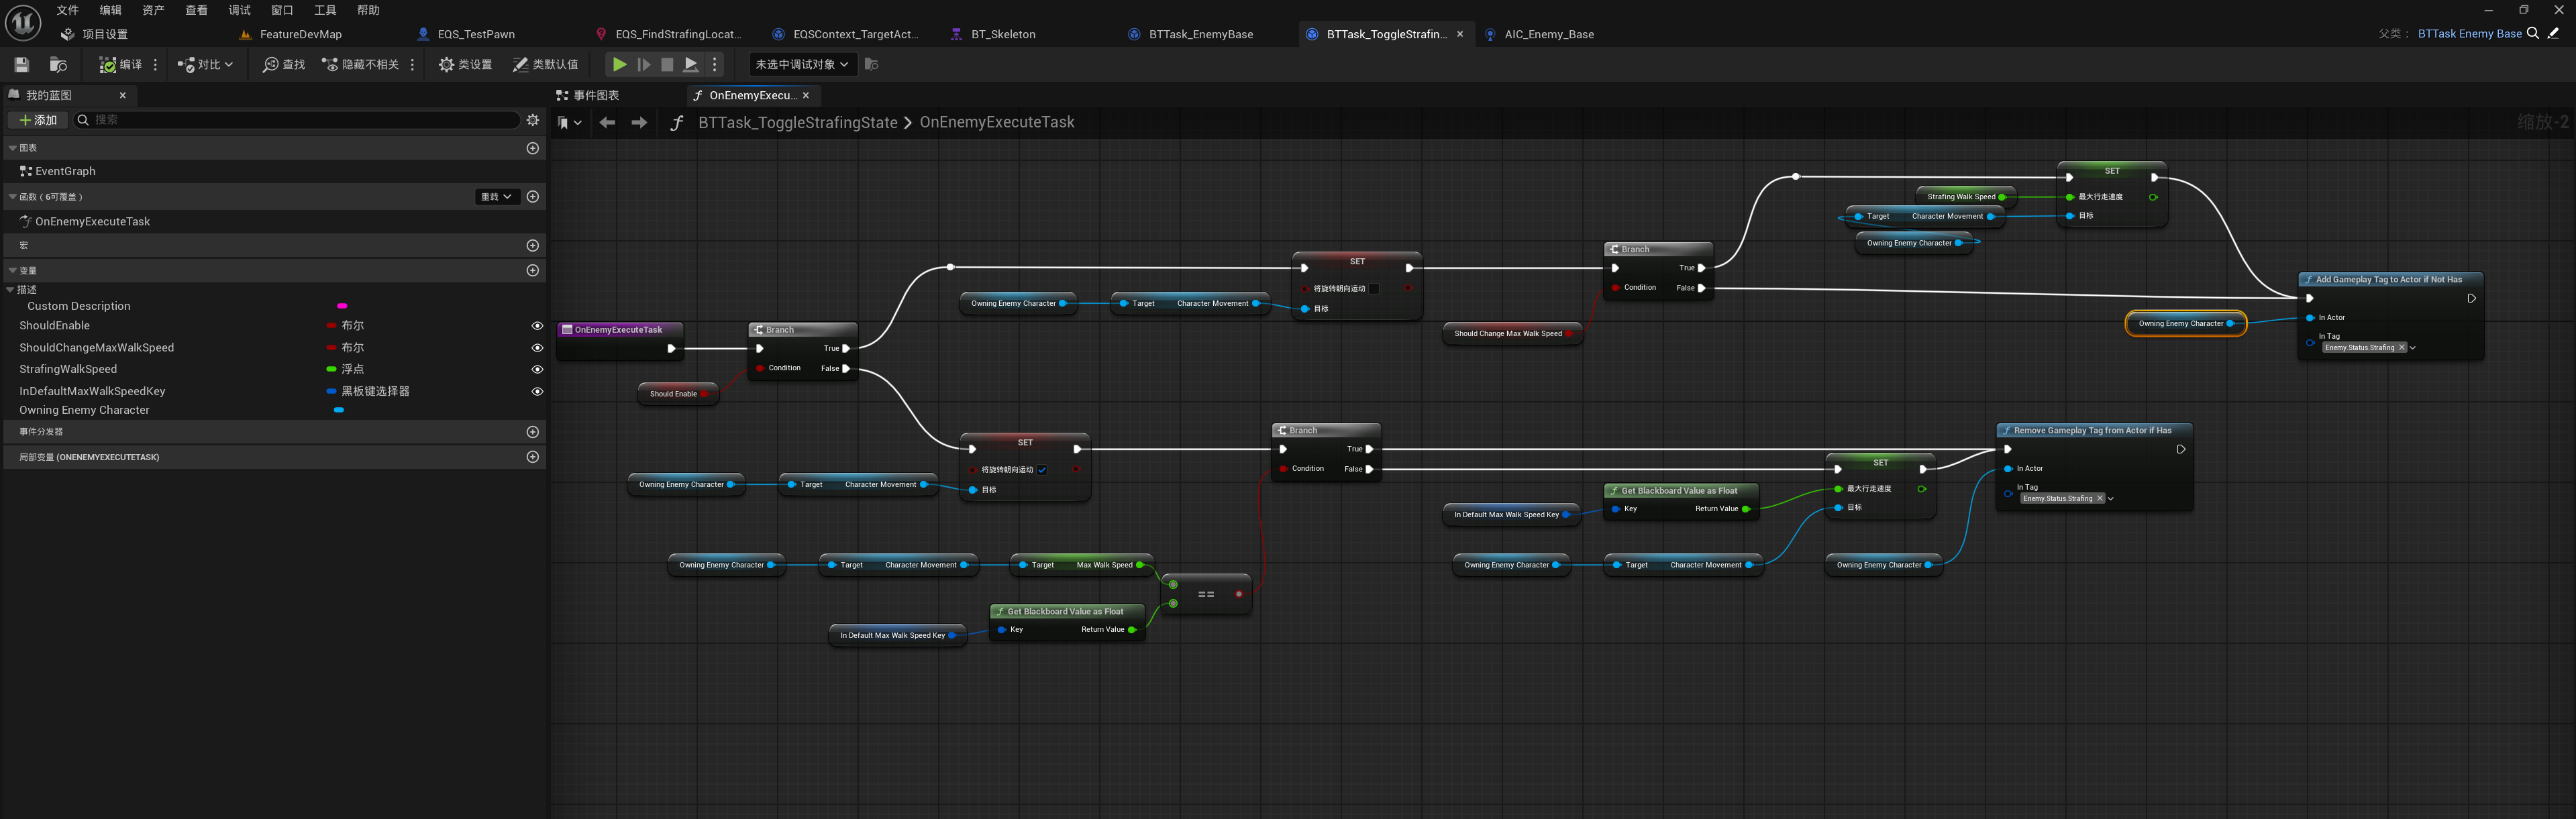 文件 编辑 资产 查看 调试 窗口 工具 帮助
项目设置 FeatureDevMap EQS_TestPawn EQS_FindStrafingLocat... EQSContext_TargetAct... BT_Skeleton BTTask_EnemyBase BTTask_ToggleStrafin... AIC_Enemy_Base 父类： BTTask Enemy Base
编译 对比 查找 隐藏不相关 类设置 类默认值 未选中调试对象
我的蓝图
添加 搜索
图表
EventGraph
函数（6可覆盖） 重载
OnEnemyExecuteTask
宏
变量
描述
Custom Description
ShouldEnable 布尔
ShouldChangeMaxWalkSpeed 布尔
StrafingWalkSpeed 浮点
InDefaultMaxWalkSpeedKey 黑板键选择器
Owning Enemy Character
事件分发器
局部变量 (ONENEMYEXECUTETASK)
事件图表 OnEnemyExecu...
BTTask_ToggleStrafingState OnEnemyExecuteTask
缩放-2
OnEnemyExecuteTask
Should Enable
Branch
True
Condition False
Owning Enemy Character
Target Character Movement
SET
将旋转朝向运动
目标
Should Change Max Walk Speed
Branch
True
Condition False
Strafing Walk Speed
Target Character Movement
Owning Enemy Character
SET
最大行走速度
目标
Owning Enemy Character
Add Gameplay Tag to Actor if Not Has
In Actor
In Tag
Enemy.Status.Strafing
Owning Enemy Character
Target Character Movement
SET
将旋转朝向运动
目标
Owning Enemy Character
Target Character Movement
Target Max Walk Speed
In Default Max Walk Speed Key
Get Blackboard Value as Float
Key Return Value
==
Branch
True
Condition False
In Default Max Walk Speed Key
Get Blackboard Value as Float
Key Return Value
Owning Enemy Character
Target Character Movement
SET
最大行走速度
目标
Owning Enemy Character
Remove Gameplay Tag from Actor if Has
In Actor
In Tag
Enemy.Status.Strafing